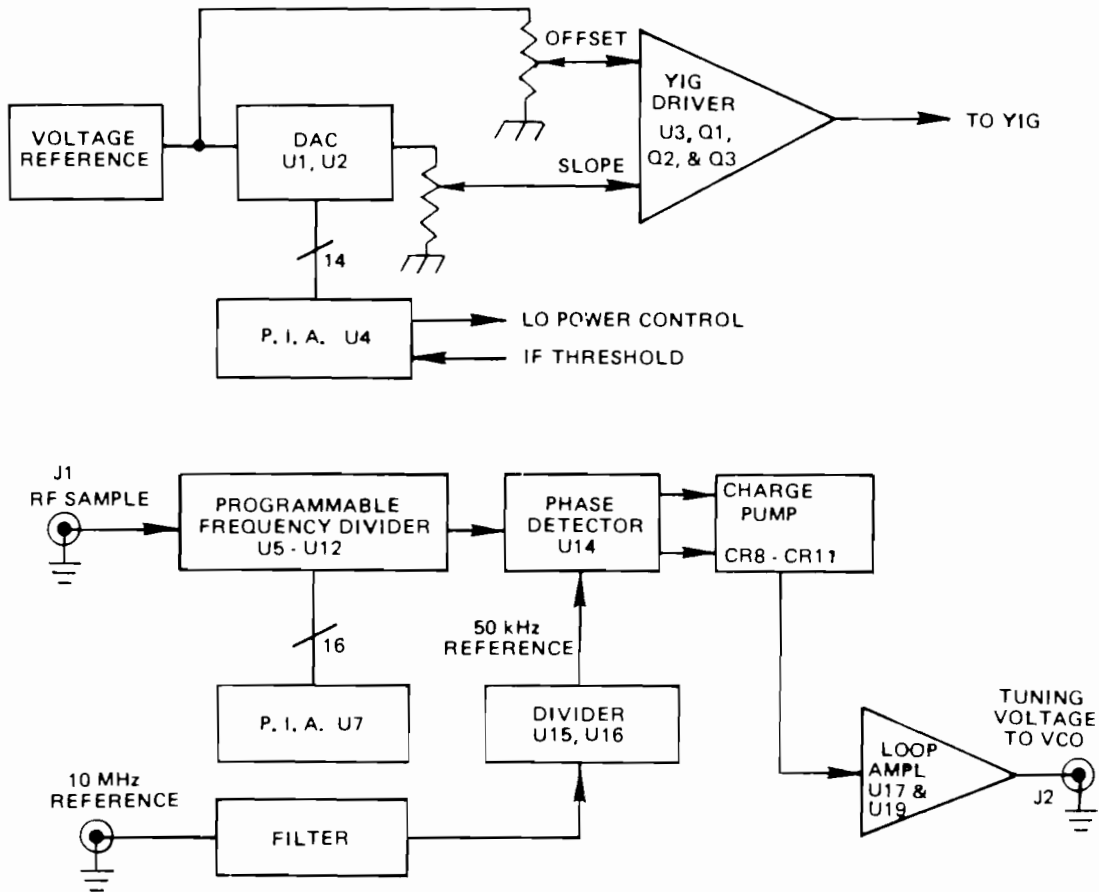 OFFSET
YIG
DRIVER
U3, Q1,
Q2, & Q3
TO YIG
VOLTAGE
REFERENCE
DAC
U1, U2
SLOPE
14
P. I. A. U4
LO POWER CONTROL
IF THRESHOLD
J1
RF SAMPLE
PROGRAMMABLE
FREQUENCY DIVIDER
U5 - U12
PHASE
DETECTOR
U14
CHARGE
PUMP
CR8 - CR11
16
50 kHz
REFERENCE
P. I. A. U7
DIVIDER
U15, U16
TUNING
VOLTAGE
TO VCO
LOOP
AMPL
U17 &
U19
J2
10 MHz
REFERENCE
FILTER